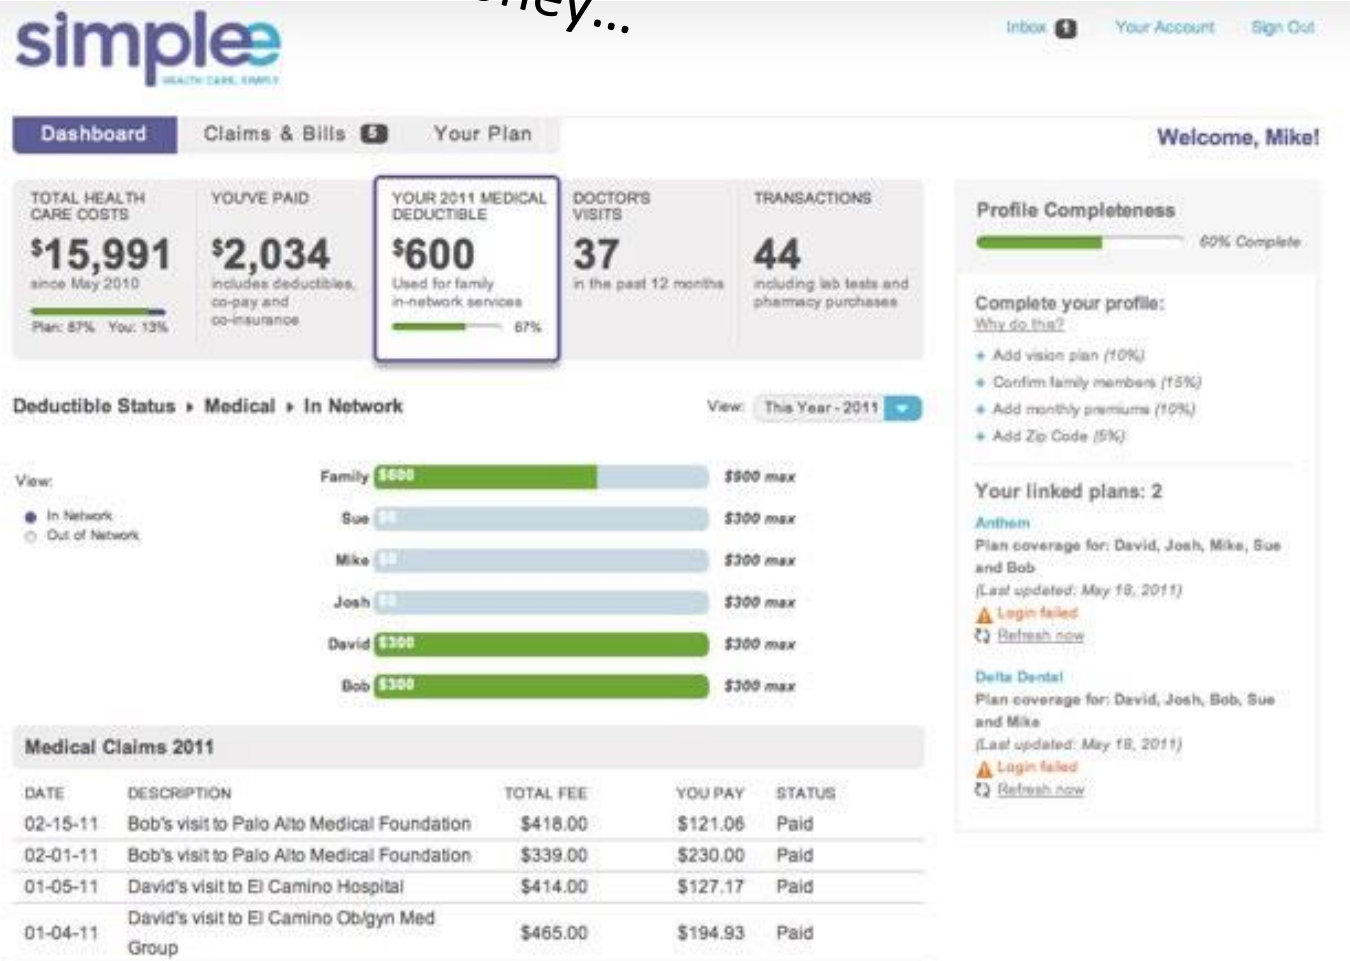 simplee
HEALTH CARE, SIMPLY
Inbox 1 Your Account Sign Out
Dashboard Claims & Bills 5 Your Plan
Welcome, Mike!
TOTAL HEALTH
CARE COSTS
$15,991
since May 2010
Plan: 87% You: 13%
YOU'VE PAID
$2,034
includes deductibles,
co-pay and
co-insurance
YOUR 2011 MEDICAL
DEDUCTIBLE
$600
Used for family
in-network services
67%
DOCTOR'S
VISITS
37
in the past 12 months
TRANSACTIONS
44
including lab tests and
pharmacy purchases
Deductible Status ▸ Medical ▸ In Network
View: This Year - 2011
View:
In Network
Out of Network
Family $600 $900 max
Sue $0 $300 max
Mike $0 $300 max
Josh $0 $300 max
David $300 $300 max
Bob $300 $300 max
Medical Claims 2011
DATE DESCRIPTION TOTAL FEE YOU PAY STATUS
02-15-11 Bob's visit to Palo Alto Medical Foundation $418.00 $121.06 Paid
02-01-11 Bob's visit to Palo Alto Medical Foundation $339.00 $230.00 Paid
01-05-11 David's visit to El Camino Hospital $414.00 $127.17 Paid
01-04-11 David's visit to El Camino Ob/gyn Med
Group $465.00 $194.93 Paid
Profile Completeness
60% Complete
Complete your profile:
Why do this?
+ Add vision plan (10%)
+ Confirm family members (15%)
+ Add monthly premiums (10%)
+ Add Zip Code (5%)
Your linked plans: 2
Anthem
Plan coverage for: David, Josh, Mike, Sue
and Bob
(Last updated: May 18, 2011)
Login failed
Refresh now
Delta Dental
Plan coverage for: David, Josh, Bob, Sue
and Mike
(Last updated: May 18, 2011)
Login failed
Refresh now